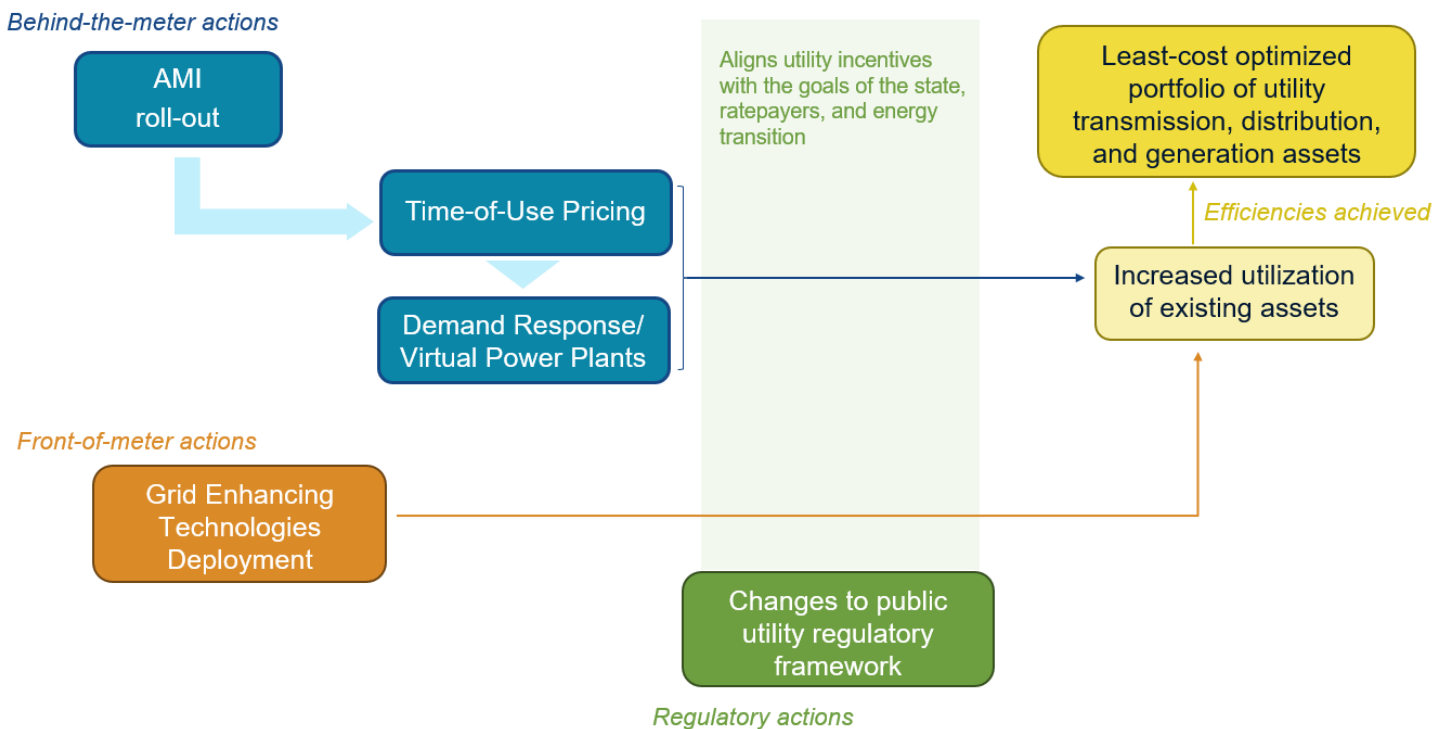 Behind-the-meter actions
AMI
roll-out
Time-of-Use Pricing
Demand Response/
Virtual Power Plants
Aligns utility incentives
with the goals of the state,
ratepayers, and energy
transition
Least-cost optimized
portfolio of utility
transmission, distribution,
and generation assets
Efficiencies achieved
Increased utilization
of existing assets
Front-of-meter actions
Grid Enhancing
Technologies
Deployment
Changes to public
utility regulatory
framework
Regulatory actions